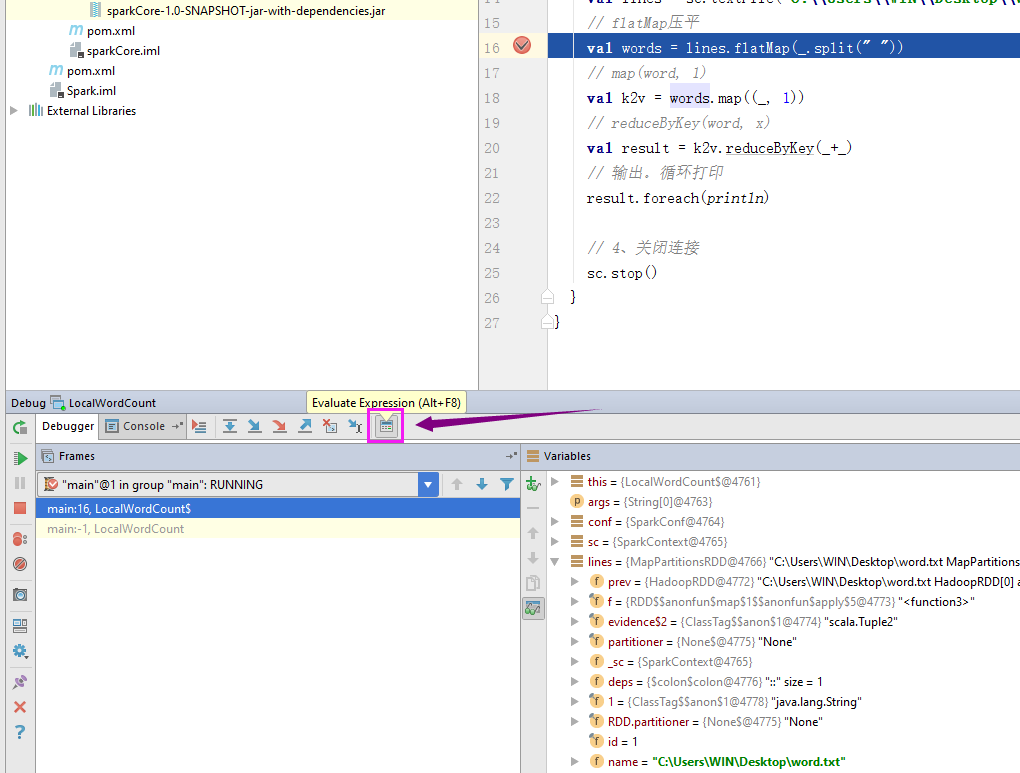 sparkCore-1.0-SNAPSHOT-jar-with-dependencies.jar
pom.xml
sparkCore.iml
pom.xml
Spark.iml
External Libraries
15 // flatMap压平
16 val words = lines.flatMap(_.split(" "))
17 // map(word, 1)
18 val k2v = words.map((_, 1))
19 // reduceByKey(word, x)
20 val result = k2v.reduceByKey(_+_)
21 // 输出。循环打印
22 result.foreach(println)
23
24 // 4、关闭连接
25 sc.stop()
26 }
27 }
Debug LocalWordCount
Evaluate Expression (Alt+F8)
Debugger Console
Frames
"main"@1 in group "main": RUNNING
main:16, LocalWordCount$
main:-1, LocalWordCount
Variables
this = {LocalWordCount$@4761}
args = {String[0]@4763}
conf = {SparkConf@4764}
sc = {SparkContext@4765}
lines = {MapPartitionsRDD@4766} "C:\Users\WIN\Desktop\word.txt MapPartitions
prev = {HadoopRDD@4772} "C:\Users\WIN\Desktop\word.txt HadoopRDD[0] a
f = {RDD$$anonfun$map$1$$anonfun$apply$5@4773} "<function3>"
evidence$2 = {ClassTag$$anon$1@4774} "scala.Tuple2"
partitioner = {None$@4775} "None"
_sc = {SparkContext@4765}
deps = {$colon$colon@4776} "::" size = 1
1 = {ClassTag$$anon$1@4778} "java.lang.String"
RDD.partitioner = {None$@4775} "None"
id = 1
name = "C:\Users\WIN\Desktop\word.txt"